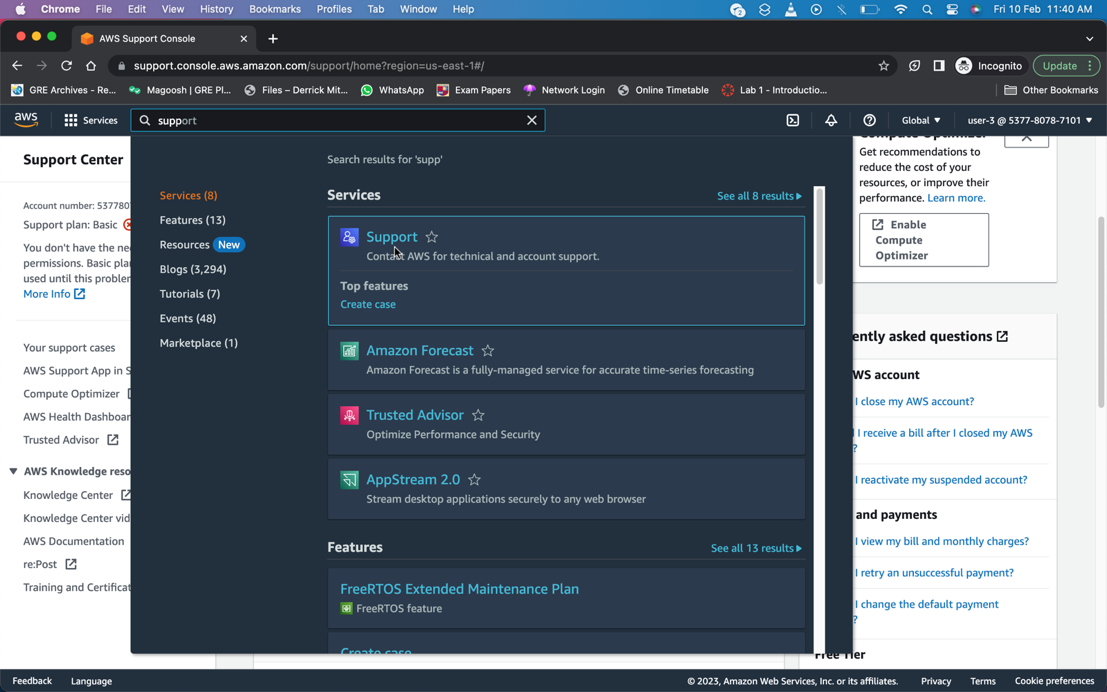 Chrome File Edit View History Bookmarks Profiles Tab Window Help Fri 10 Feb 11:40 AM
AWS Support Console
support.console.aws.amazon.com/support/home?region=us-east-1#/ Incognito Update
GRE Archives - Re... Magoosh | GRE Pl... Files – Derrick Mit... WhatsApp Exam Papers Network Login Online Timetable Lab 1 - Introductio... Other Bookmarks
aws Services support Global user-3 @ 5377-8078-7101
Support Center
Account number: 537780
Support plan: Basic
You don't have the ne
permissions. Basic pla
used until this problem
More Info
Your support cases
AWS Support App in S
Compute Optimizer
AWS Health Dashboar
Trusted Advisor
AWS Knowledge reso
Knowledge Center
Knowledge Center vid
AWS Documentation
re:Post
Training and Certificat
Search results for 'supp'
Services (8)
Features (13)
Resources New
Blogs (3,294)
Tutorials (7)
Events (48)
Marketplace (1)
Services See all 8 results
Support
Contact AWS for technical and account support.
Top features
Create case
Amazon Forecast
Amazon Forecast is a fully-managed service for accurate time-series forecasting
Trusted Advisor
Optimize Performance and Security
AppStream 2.0
Stream desktop applications securely to any web browser
Features See all 13 results
FreeRTOS Extended Maintenance Plan
FreeRTOS feature
Create case
Compute Optimizer
Get recommendations to
reduce the cost of your
resources, or improve their
performance. Learn more.
Enable
Compute
Optimizer
ently asked questions
WS account
I close my AWS account?
I receive a bill after I closed my AWS
?
I reactivate my suspended account?
and payments
I view my bill and monthly charges?
I retry an unsuccessful payment?
I change the default payment
?
Free Tier
Feedback Language © 2023, Amazon Web Services, Inc. or its affiliates. Privacy Terms Cookie preferences